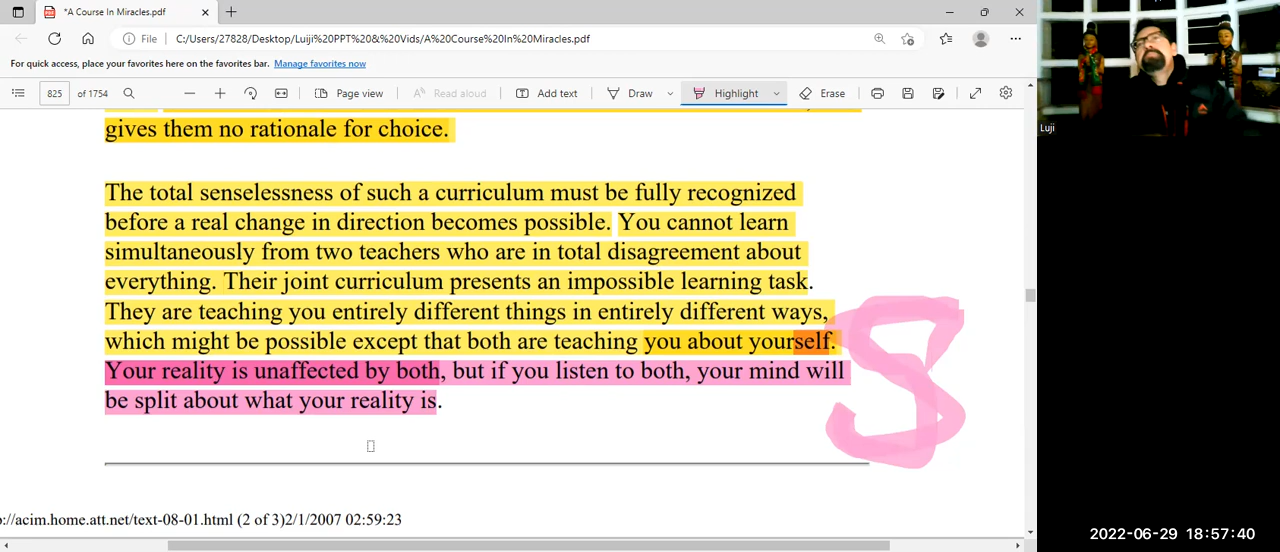 *A Course In Miracles.pdf
File C:/Users/27828/Desktop/Luiji%20PPT%20&%20Vids/A%20Course%20In%20Miracles.pdf
For quick access, place your favorites here on the favorites bar. Manage favorites now
825 of 1754 Page view Read aloud Add text Draw Highlight Erase
gives them no rationale for choice.
The total senselessness of such a curriculum must be fully recognized
before a real change in direction becomes possible. You cannot learn
simultaneously from two teachers who are in total disagreement about
everything. Their joint curriculum presents an impossible learning task.
They are teaching you entirely different things in entirely different ways,
which might be possible except that both are teaching you about yourself.
Your reality is unaffected by both, but if you listen to both, your mind will
be split about what your reality is.
://acim.home.att.net/text-08-01.html (2 of 3)2/1/2007 02:59:23
Luji
2022-06-29 18:57:40